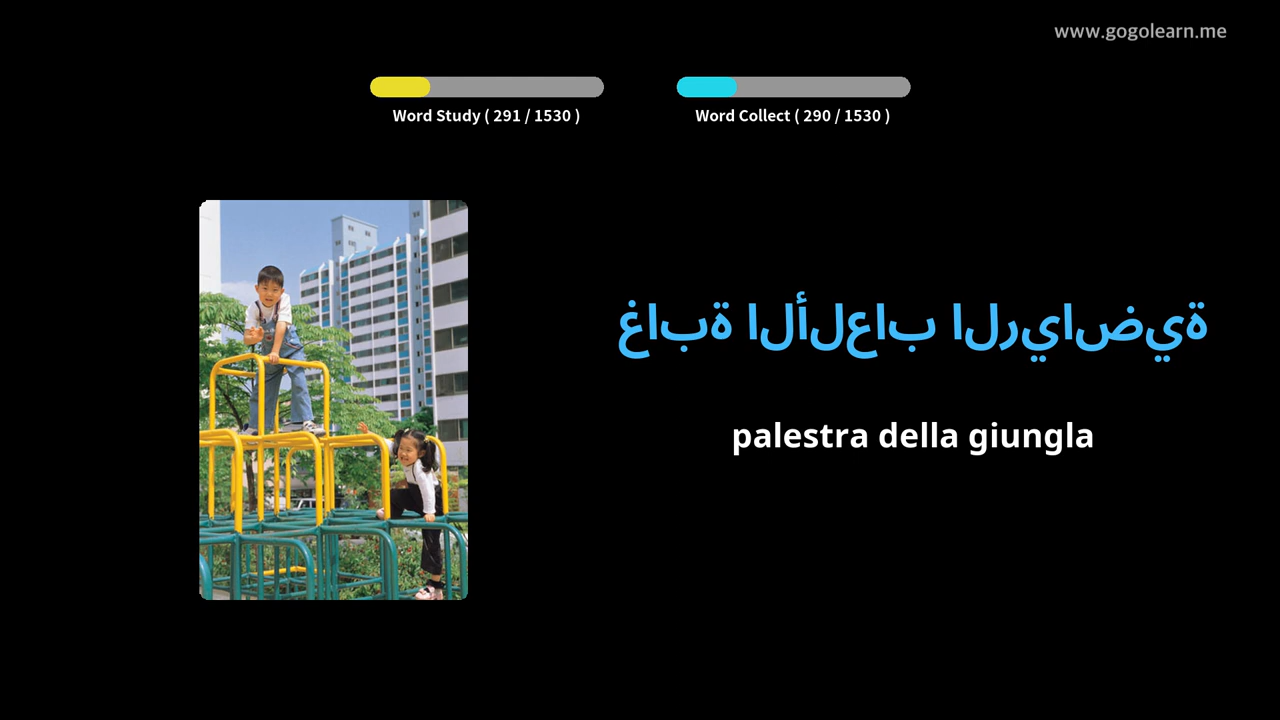 www.gogolearn.me
Word Study ( 291 / 1530 )
Word Collect ( 290 / 1530 )
غابة الألعاب الرياضية
palestra della giungla